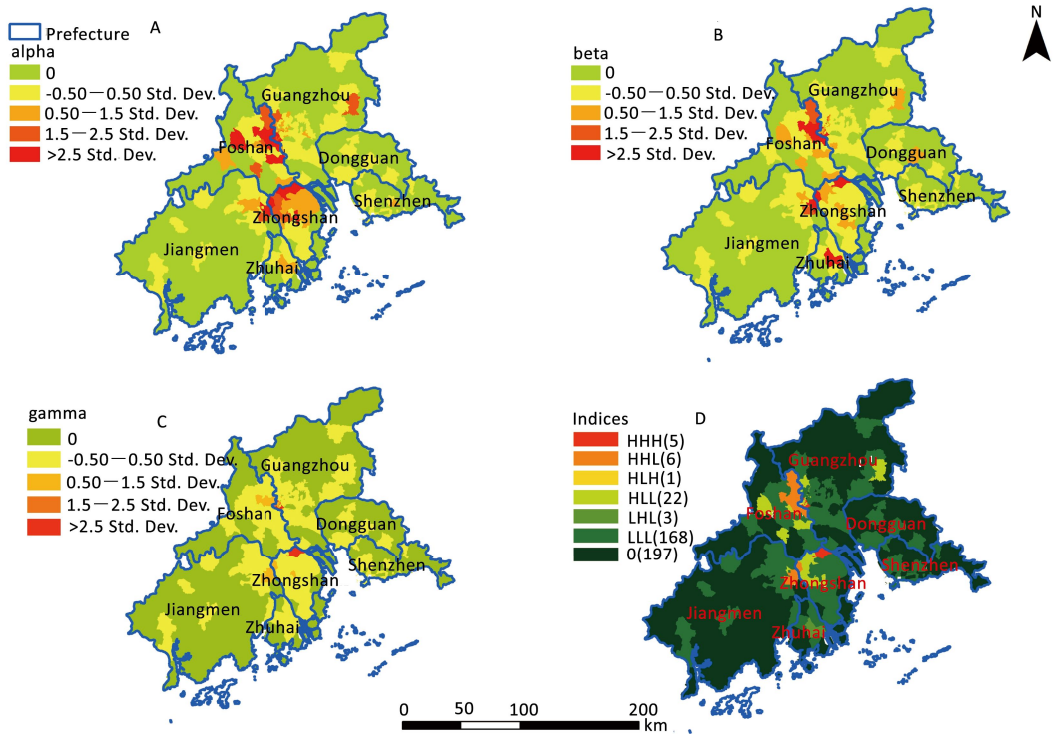 A
Prefecture
alpha
0
-0.50—0.50 Std. Dev.
0.50—1.5 Std. Dev.
1.5—2.5 Std. Dev.
>2.5 Std. Dev.
Guangzhou
Foshan
Dongguan
Shenzhen
Zhongshan
Jiangmen
Zhuhai
B
beta
0
-0.50—0.50 Std. Dev.
0.50—1.5 Std. Dev.
1.5—2.5 Std. Dev.
>2.5 Std. Dev.
Guangzhou
Foshan
Dongguan
Shenzhen
Zhongshan
Jiangmen
Zhuhai
N
C
gamma
0
-0.50—0.50 Std. Dev.
0.50—1.5 Std. Dev.
1.5—2.5 Std. Dev.
>2.5 Std. Dev.
Guangzhou
Foshan
Dongguan
Shenzhen
Zhongshan
Jiangmen
Zhuhai
D
Indices
HHH(5)
HHL(6)
HLH(1)
HLL(22)
LHL(3)
LLL(168)
0(197)
Guangzhou
Foshan
Dongguan
Shenzhen
Zhongshan
Jiangmen
Zhuhai
0 50 100 200
km